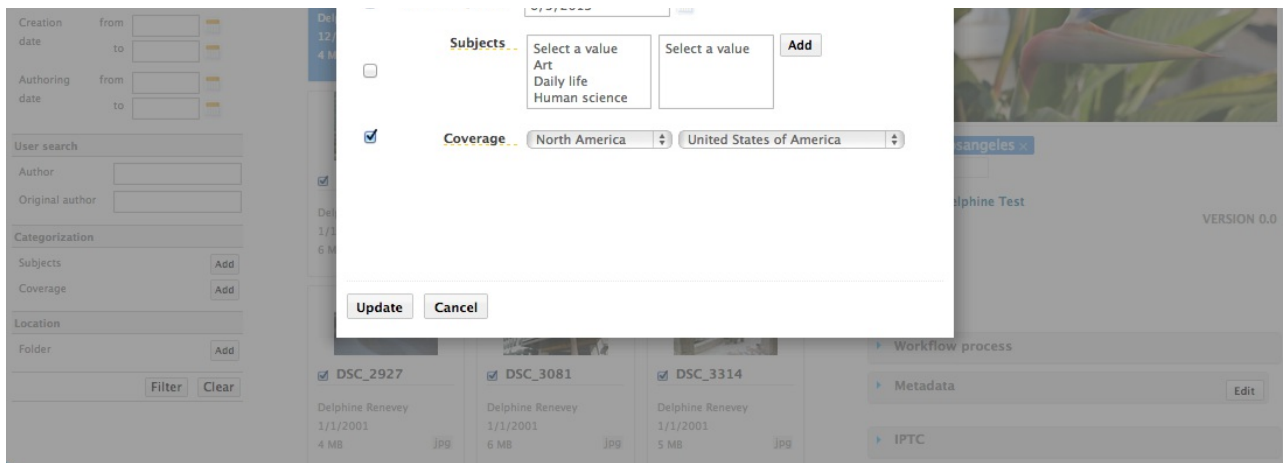 Creation date from
to
Authoring date from
to
User search
Author
Original author
Categorization
Subjects Add
Coverage Add
Location
Folder Add
Filter Clear
Subjects
Select a value
Art
Daily life
Human science
Select a value
Add
Coverage North America United States of America
Update Cancel
DSC_2927
Delphine Renevey
1/1/2001
4 MB jpg
DSC_3081
Delphine Renevey
1/1/2001
6 MB jpg
DSC_3314
Delphine Renevey
1/1/2001
5 MB jpg
sangeles ×
elphine Test
VERSION 0.0
Workflow process
Metadata Edit
IPTC